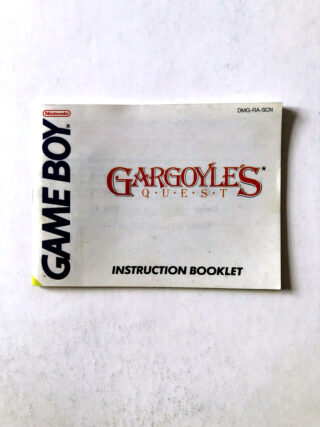 Nintendo
GAME BOY
DMG-RA-SCN
GARGOYLE'S
QUEST
INSTRUCTION BOOKLET